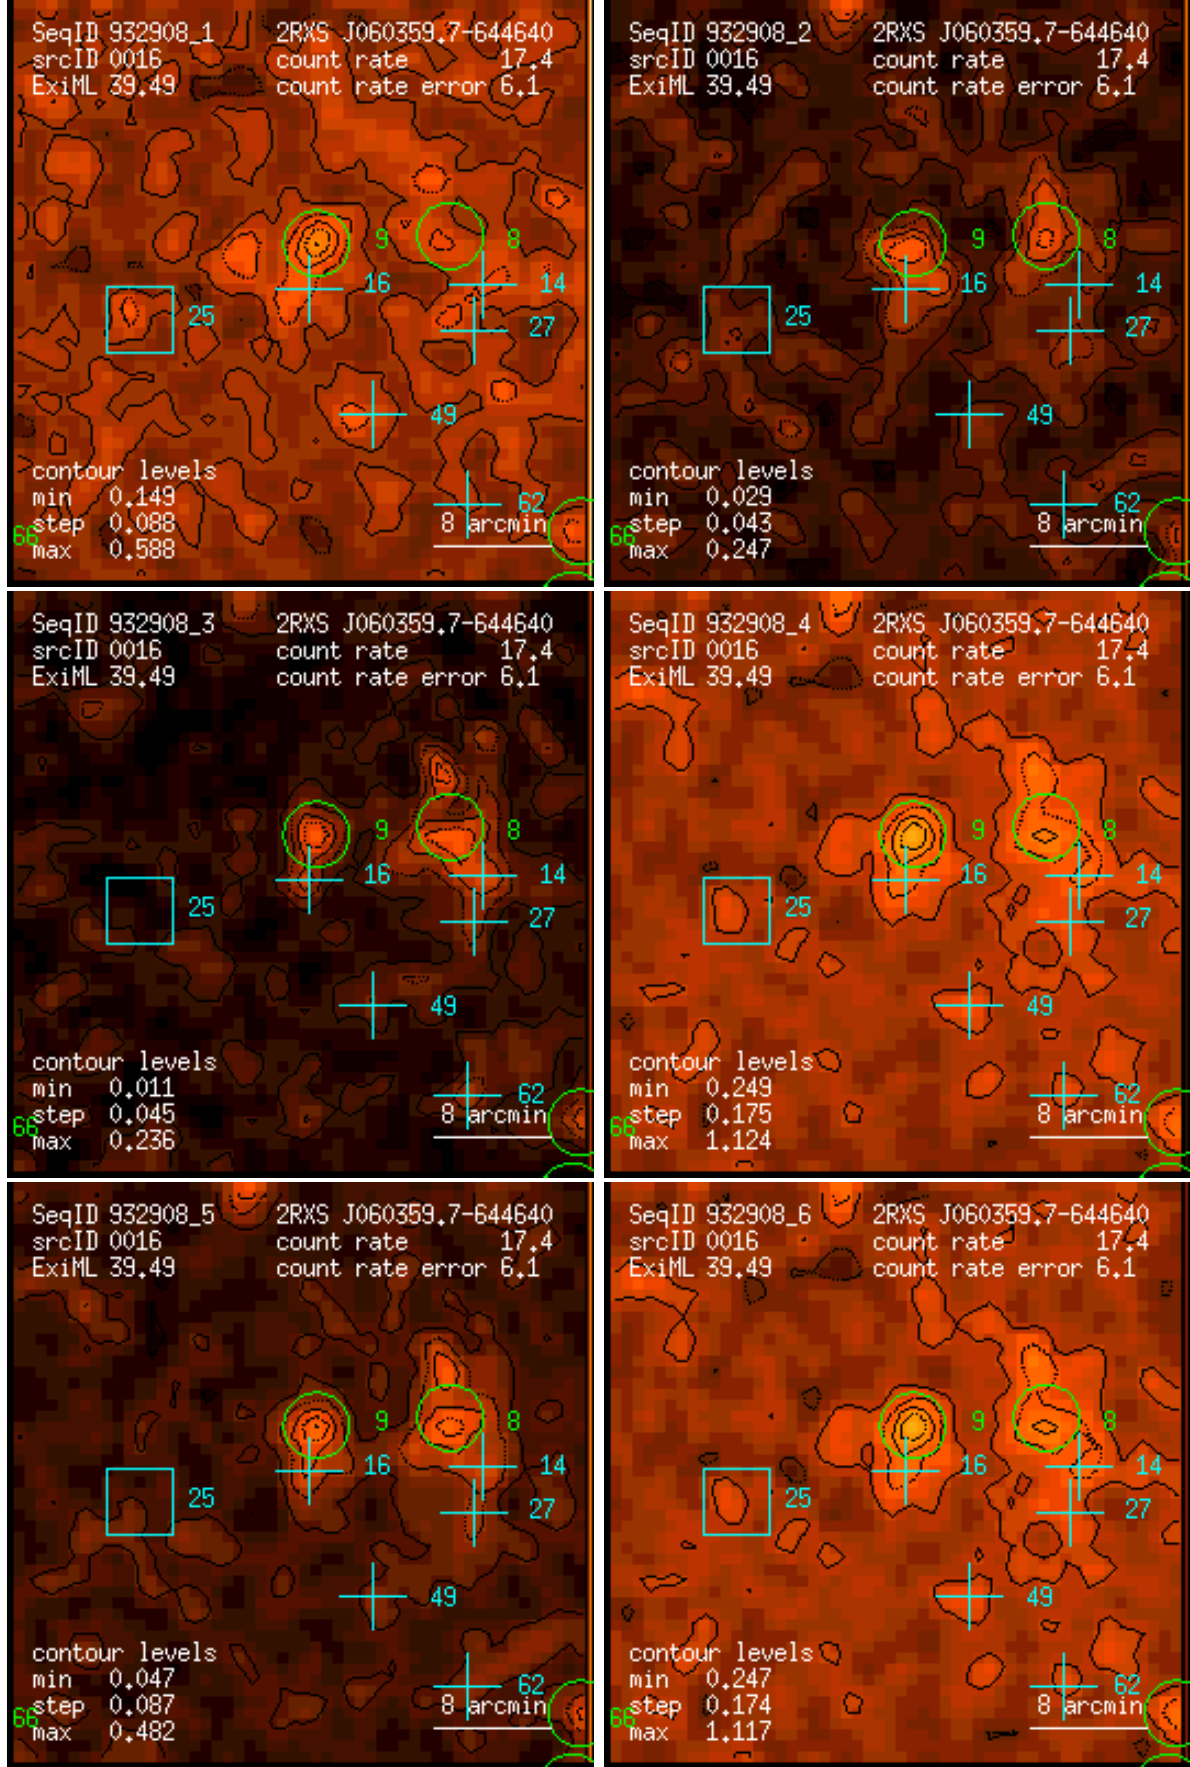 SeqID 932908_1 2RXS J060359.7-644640
srcID 0016 count rate 17.4
ExiML 39.49 count rate error 6.1
9 8
16 14
25 27
49
contour levels
min 0.149
step 0.088
max 0.588
62
66
8 arcmin
SeqID 932908_2 2RXS J060359.7-644640
srcID 0016 count rate 17.4
ExiML 39.49 count rate error 6.1
9 8
16 14
25 27
49
contour levels
min 0.029
step 0.043
max 0.247
62
66
8 arcmin
SeqID 932908_3 2RXS J060359.7-644640
srcID 0016 count rate 17.4
ExiML 39.49 count rate error 6.1
9 8
16 14
25 27
49
contour levels
min 0.011
step 0.045
max 0.236
62
66
8 arcmin
SeqID 932908_4 2RXS J060359.7-644640
srcID 0016 count rate 17.4
ExiML 39.49 count rate error 6.1
9 8
16 14
25 27
49
contour levels
min 0.249
step 0.175
max 1.124
62
66
8 arcmin
SeqID 932908_5 2RXS J060359.7-644640
srcID 0016 count rate 17.4
ExiML 39.49 count rate error 6.1
9 8
16 14
25 27
49
contour levels
min 0.047
step 0.087
max 0.482
62
66
8 arcmin
SeqID 932908_6 2RXS J060359.7-644640
srcID 0016 count rate 17.4
ExiML 39.49 count rate error 6.1
9 8
16 14
25 27
49
contour levels
min 0.247
step 0.174
max 1.117
62
66
8 arcmin